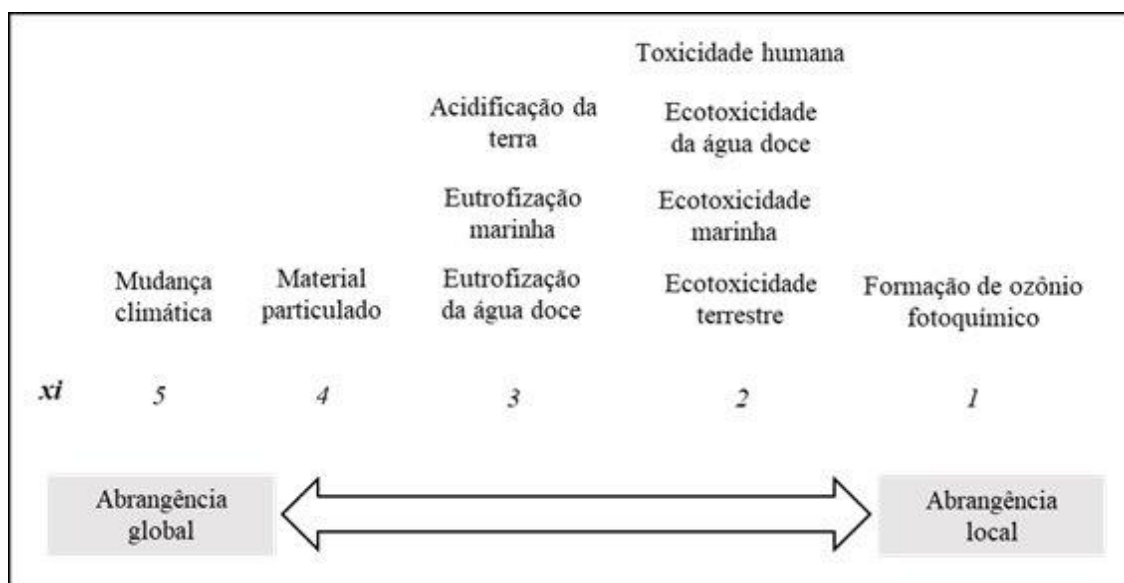 Toxicidade humana
Acidificação da
terra
Ecotoxicidade
da água doce
Eutrofização
marinha
Ecotoxicidade
marinha
Mudança
climática
Material
particulado
Eutrofização
da água doce
Ecotoxicidade
terrestre
Formação de ozônio
fotoquímico
xi 5 4 3 2 1
Abrangência
global
Abrangência
local